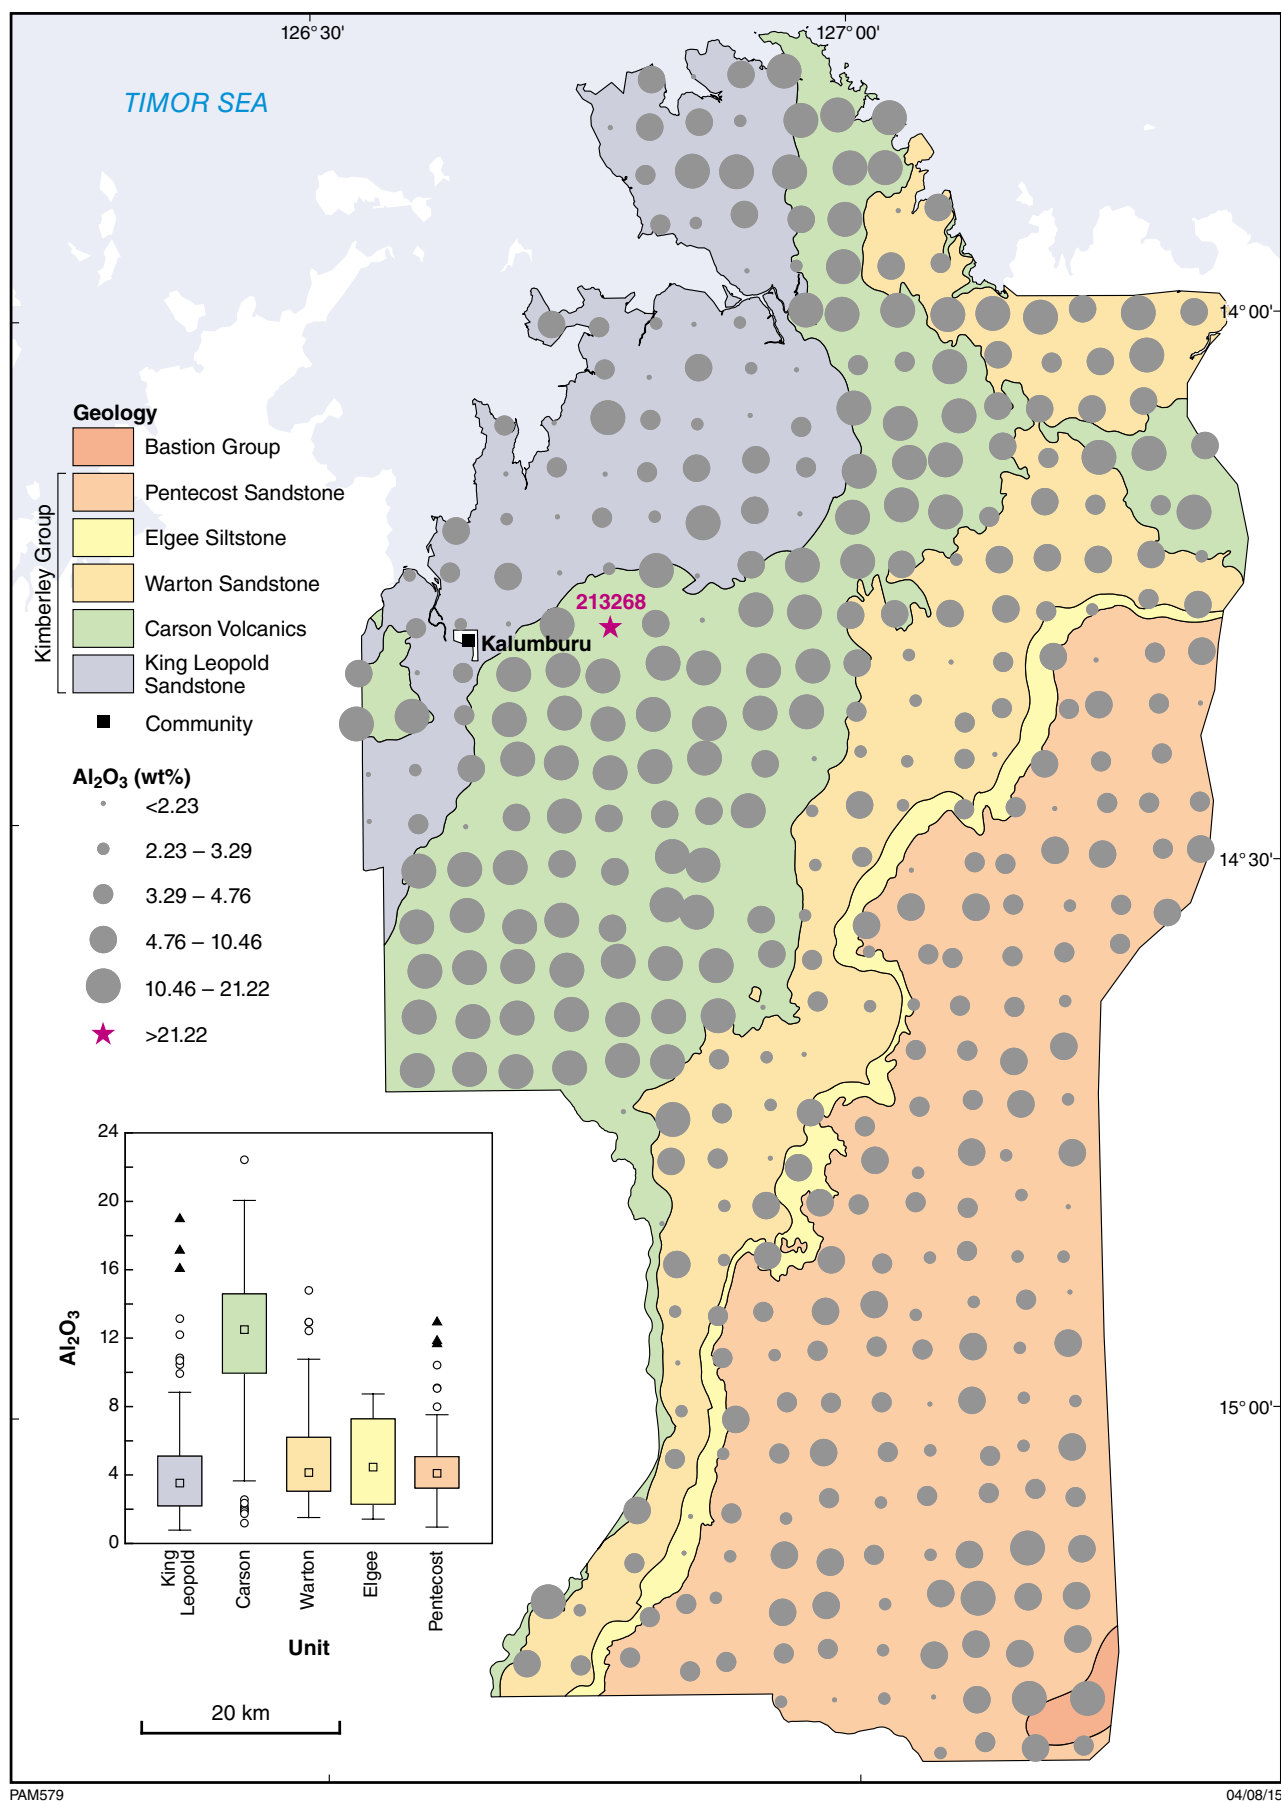 126°30'
127°00'
TIMOR SEA
14°00'
Geology
Bastion Group
Kimberley Group
Pentecost Sandstone
Elgee Siltstone
Warton Sandstone
Carson Volcanics
King Leopold
Sandstone
Community
213268
Kalumburu
Al₂O₃ (wt%)
<2.23
2.23 – 3.29
3.29 – 4.76
4.76 – 10.46
10.46 – 21.22
>21.22
14°30'
24
20
16
12
8
4
0
Al₂O₃
King
Leopold
Carson
Warton
Elgee
Pentecost
Unit
15°00'
20 km
PAM579
04/08/15